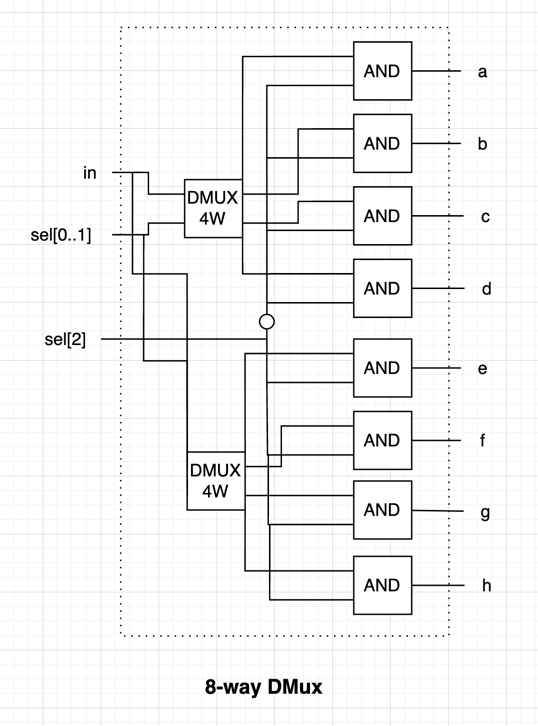 AND
a
AND
b
in
DMUX
4W
AND
c
sel[0..1]
AND
d
sel[2]
AND
e
AND
f
DMUX
4W
AND
g
AND
h
8-way DMux